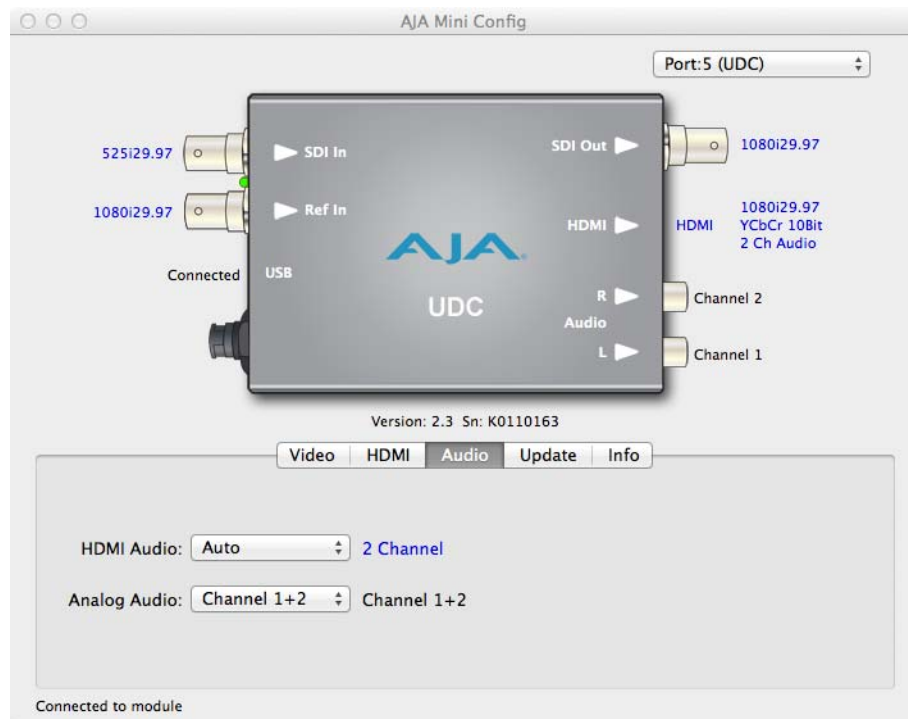 AJA Mini Config
Port:5 (UDC)
525i29.97
SDI In
SDI Out
1080i29.97
1080i29.97
Ref In
HDMI
HDMI
1080i29.97
YCbCr 10Bit
2 Ch Audio
AJA
Connected
USB
UDC
R
Channel 2
Audio
L
Channel 1
Version: 2.3 Sn: K0110163
Video HDMI Audio Update Info
HDMI Audio: Auto 2 Channel
Analog Audio: Channel 1+2 Channel 1+2
Connected to module